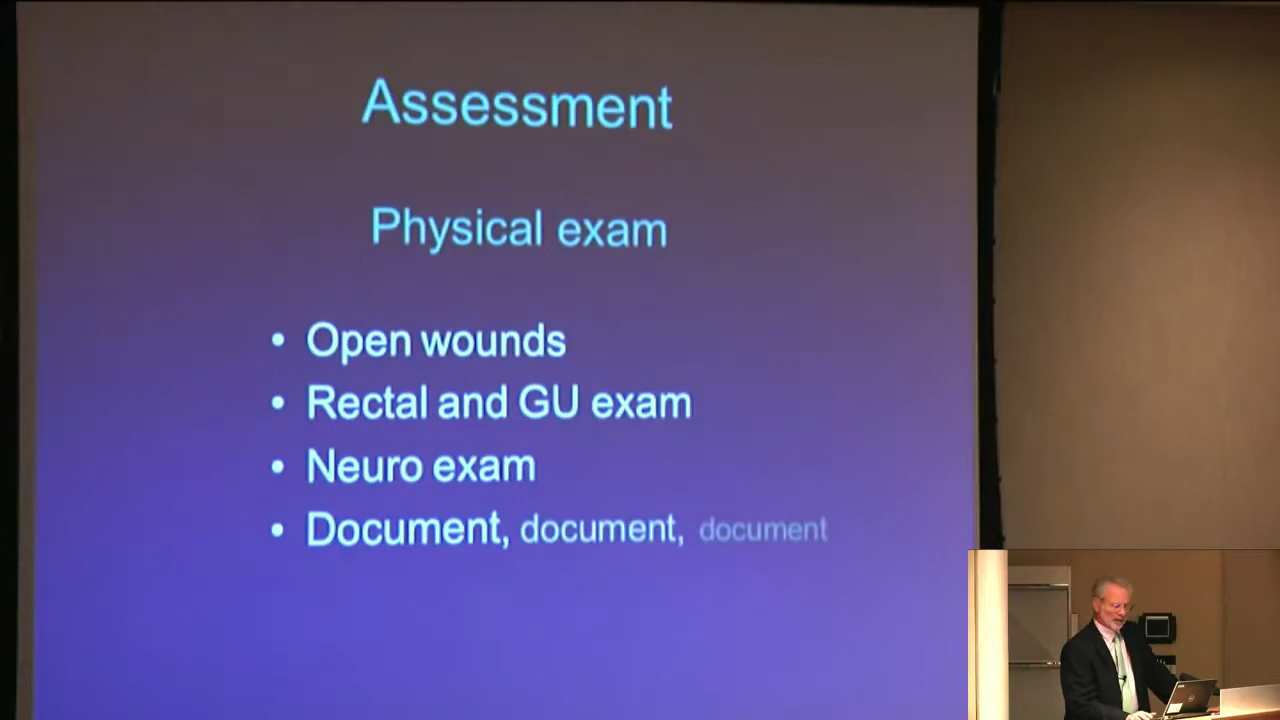 Assessment
Physical exam
• Open wounds
• Rectal and GU exam
• Neuro exam
• Document, document, document